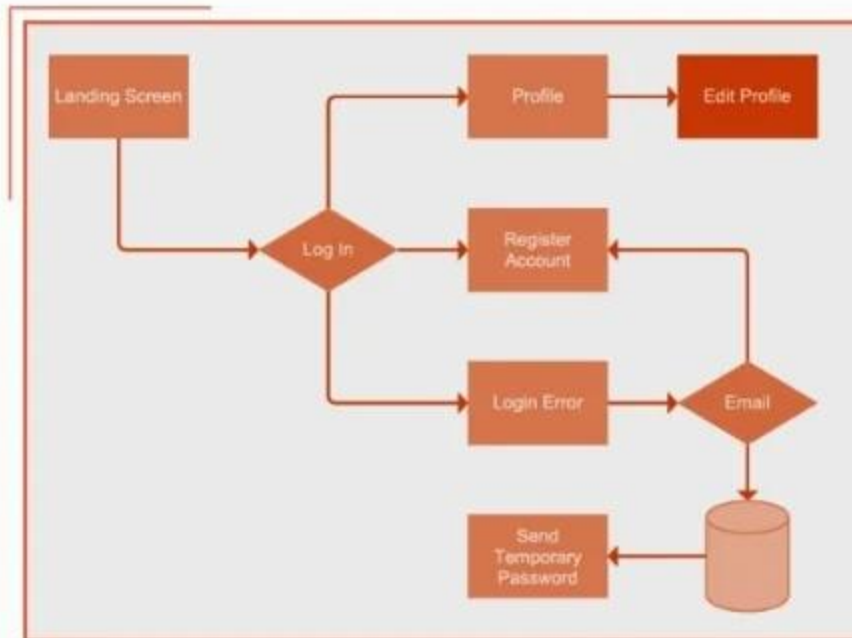 Landing Screen
Profile
Edit Profile
Log In
Register
Account
Login Error
Email
Send
Temporary
Password